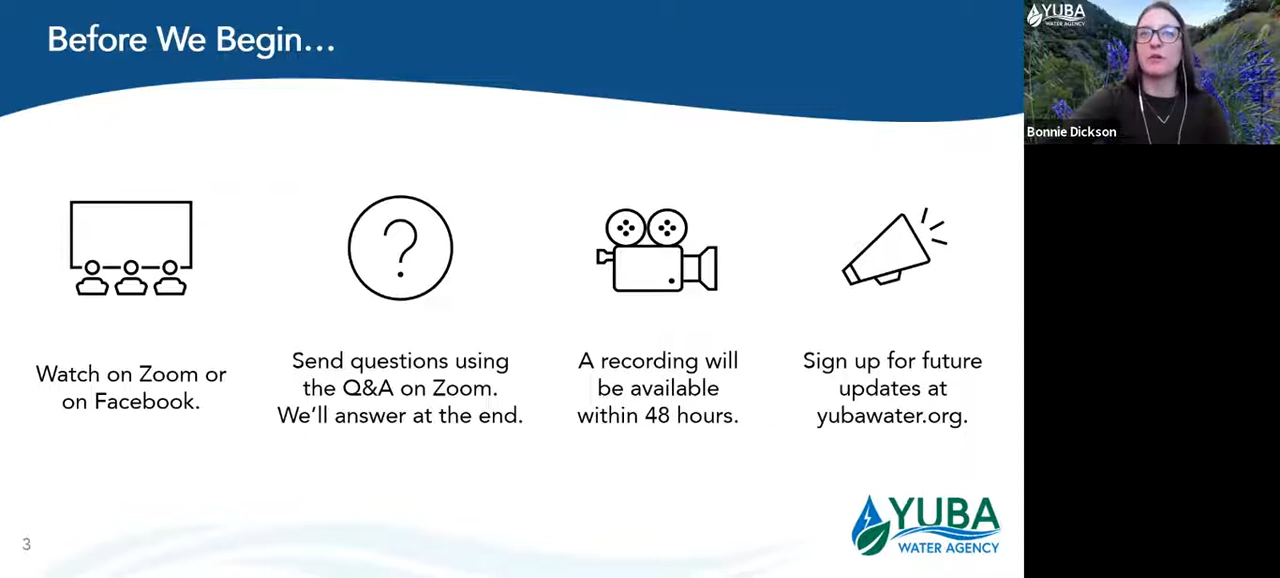 Before We Begin...
YUBA
WATER AGENCY
Bonnie Dickson
Watch on Zoom or
on Facebook.
Send questions using
the Q&A on Zoom.
We'll answer at the end.
A recording will
be available
within 48 hours.
Sign up for future
updates at
yubawater.org.
3
YUBA
WATER AGENCY